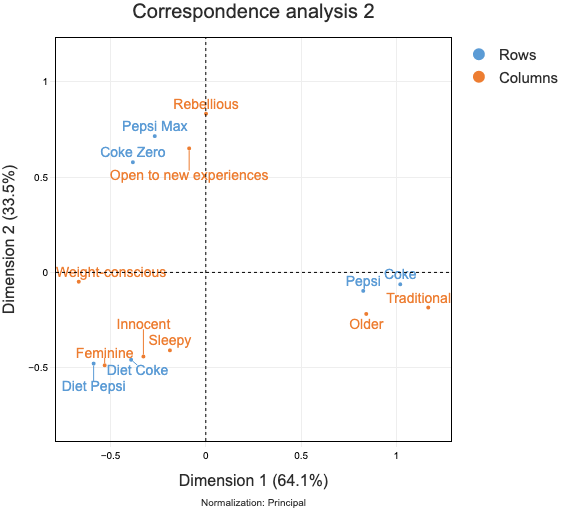 Correspondence analysis 2
Rows
Columns
Dimension 2 (33.5%)
1
0.5
0
−0.5
Rebellious
Pepsi Max
Coke Zero
Open to new experiences
Weight-conscious
Coke
Pepsi
Traditional
Older
Innocent
Sleepy
Feminine
Diet Coke
Diet Pepsi
−0.5
0
0.5
1
Dimension 1 (64.1%)
Normalization: Principal